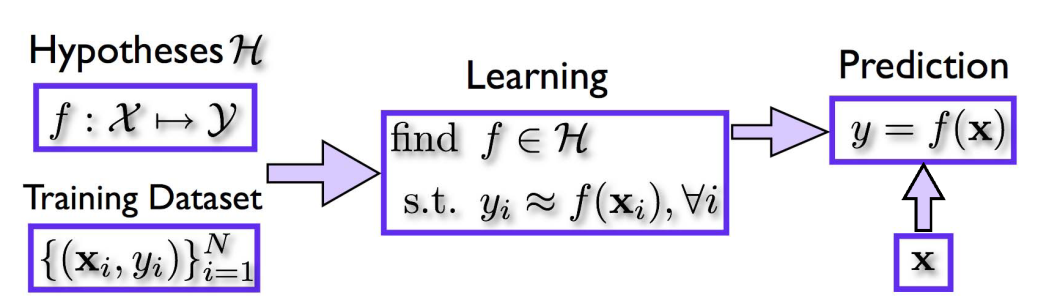 Hypotheses ℋ
f : 𝒳 ↦ 𝒴
Training Dataset
{(𝐱ᵢ, yᵢ)}ᵢ₌₁ᴺ
Learning
find f ∈ ℋ
s.t. yᵢ ≈ f(𝐱ᵢ), ∀i
Prediction
y = f(𝐱)
𝐱